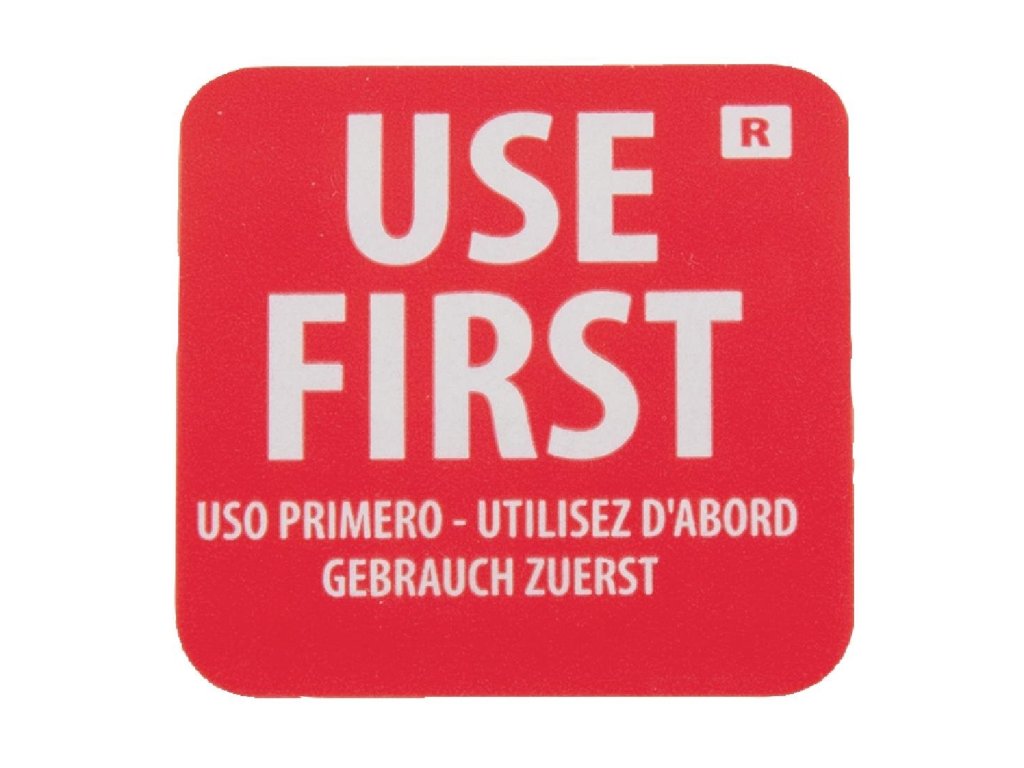 USE
R
FIRST
USO PRIMERO - UTILISEZ D'ABORD
GEBRAUCH ZUERST